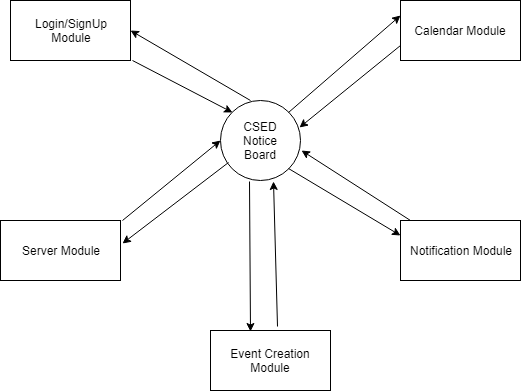 Login/SignUp
Module
Calendar Module
CSED
Notice
Board
Server Module
Notification Module
Event Creation
Module